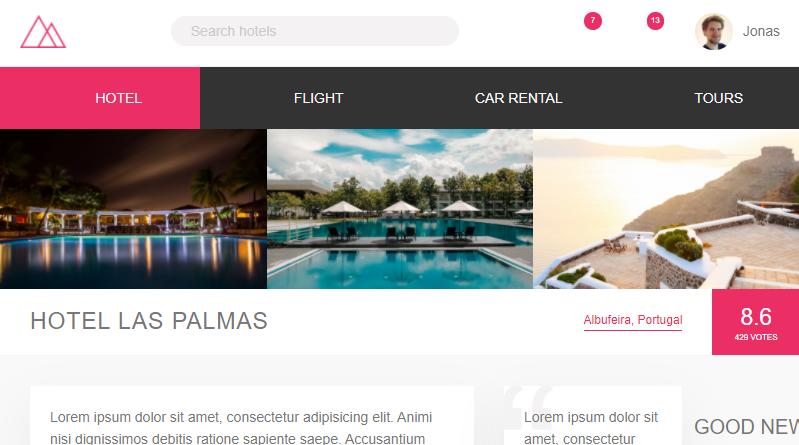 Search hotels
7
13
Jonas
HOTEL
FLIGHT
CAR RENTAL
TOURS
HOTEL LAS PALMAS
Albufeira, Portugal
8.6
429 VOTES
Lorem ipsum dolor sit amet, consectetur adipisicing elit. Animi
nisi dignissimos debitis ratione sapiente saepe. Accusantium
Lorem ipsum dolor sit
amet, consectetur
GOOD NEW